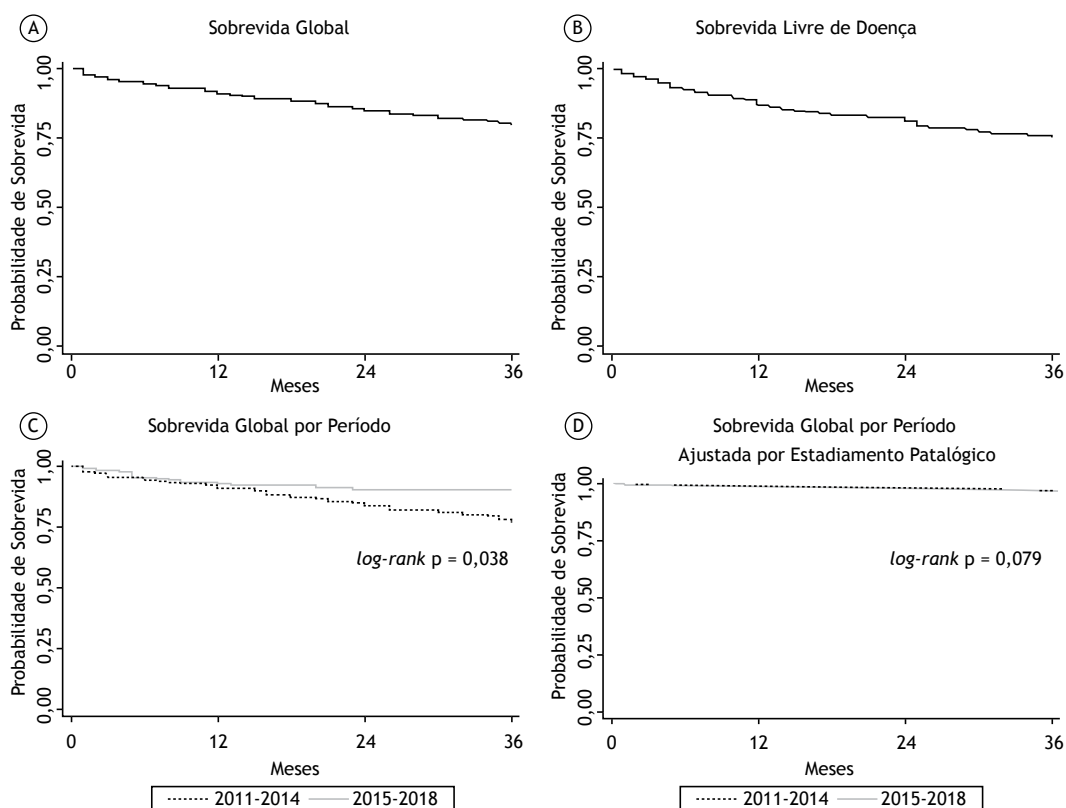 A
Sobrevida Global
Probabilidade de Sobrevida
1,00
0,75
0,50
0,25
0,00
0 12 24 36
Meses
B
Sobrevida Livre de Doença
Probabilidade de Sobrevida
1,00
0,75
0,50
0,25
0,00
0 12 24 36
Meses
C
Sobrevida Global por Período
Probabilidade de Sobrevida
1,00
0,75
0,50
0,25
0,00
log-rank p = 0,038
0 12 24 36
Meses
2011-2014 2015-2018
D
Sobrevida Global por Período
Ajustada por Estadiamento Patalógico
Probabilidade de Sobrevida
1,00
0,75
0,50
0,25
0,00
log-rank p = 0,079
0 12 24 36
Meses
2011-2014 2015-2018